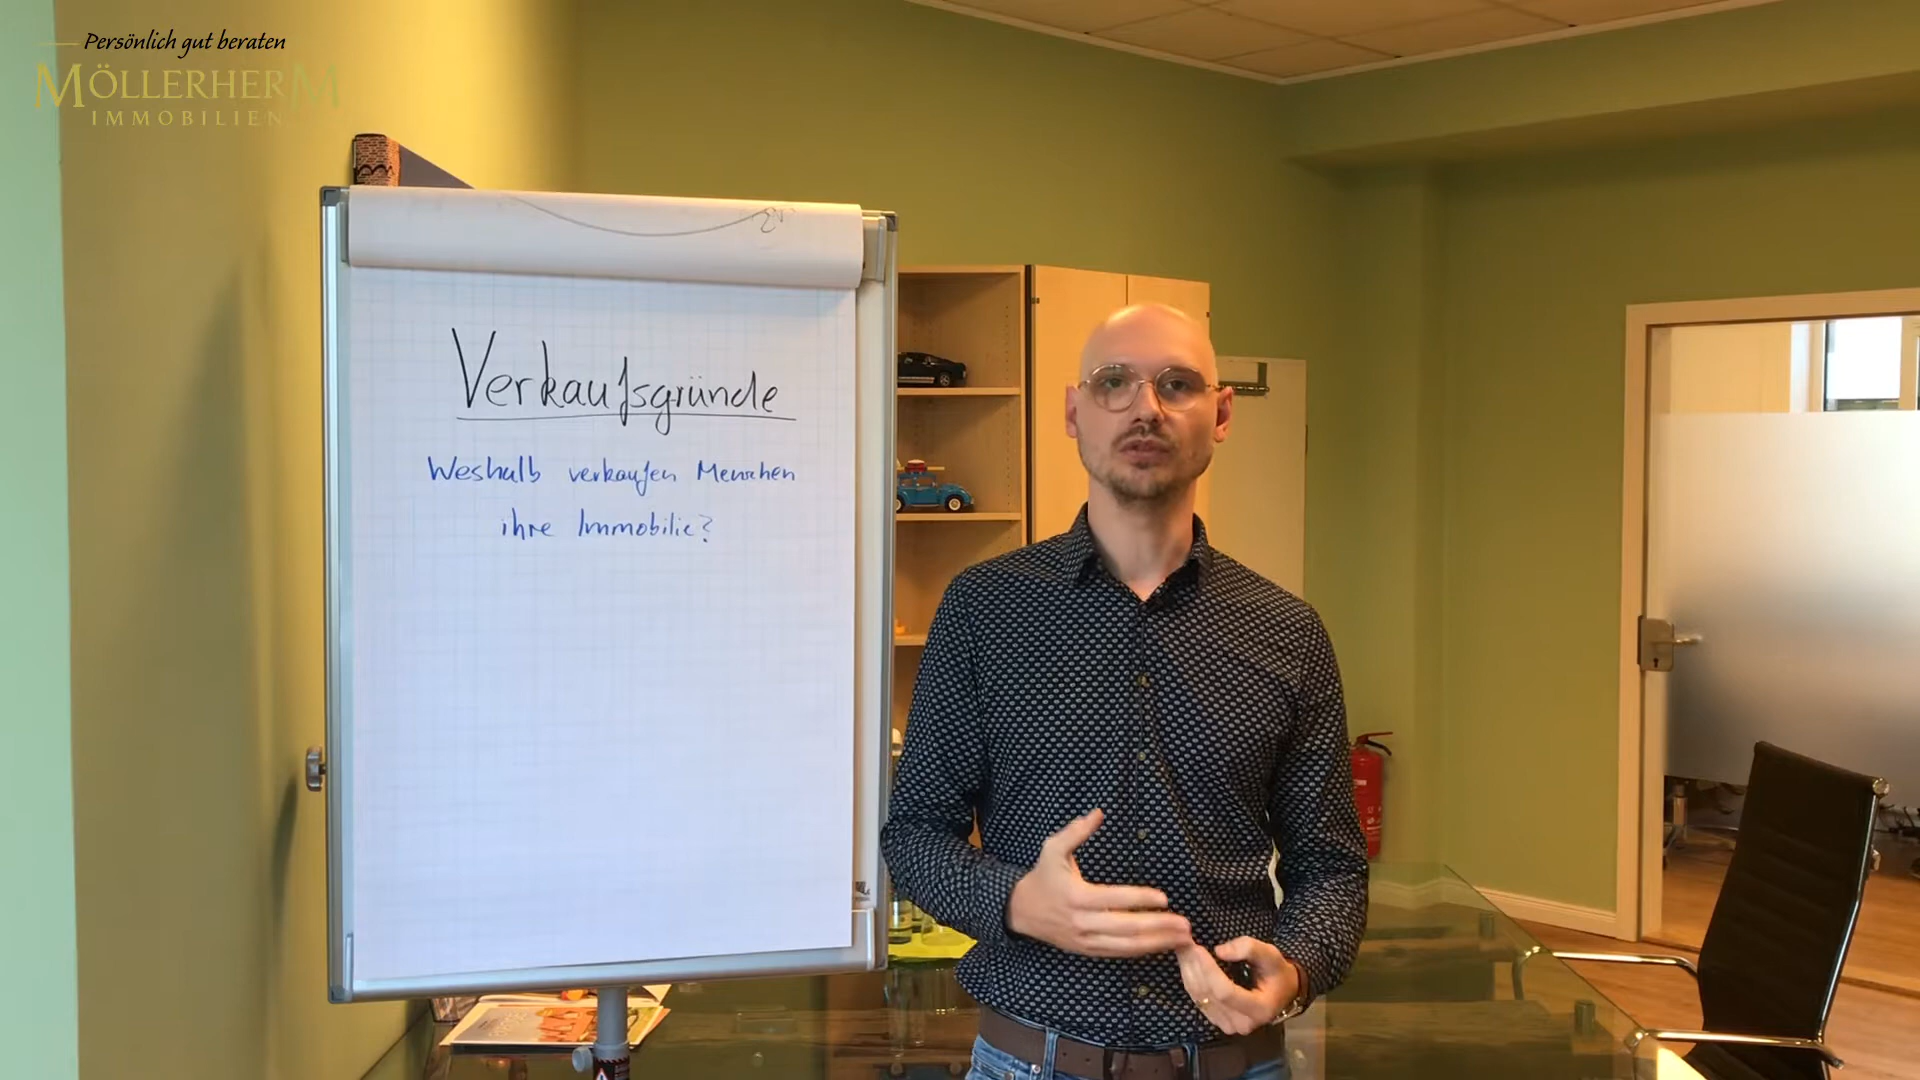 Persönlich gut beraten
MÖLLERHERM
IMMOBILIEN
Verkaufsgründe
Weshalb verkaufen Menschen
ihre Immobilie?